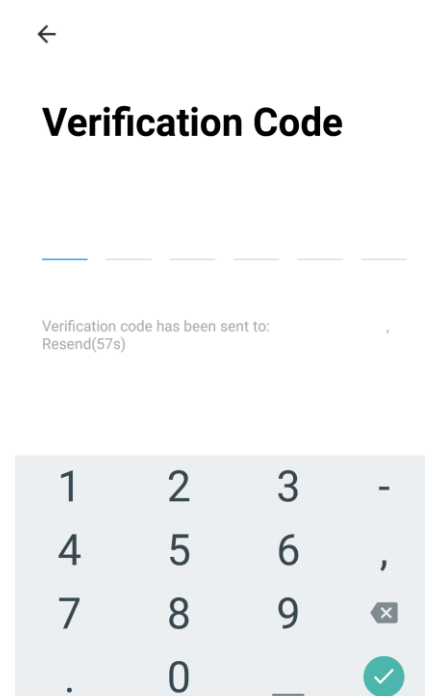 Verification Code
Verification code has been sent to: ,
Resend(57s)
1 2 3 -
4 5 6 ,
7 8 9
. 0 _